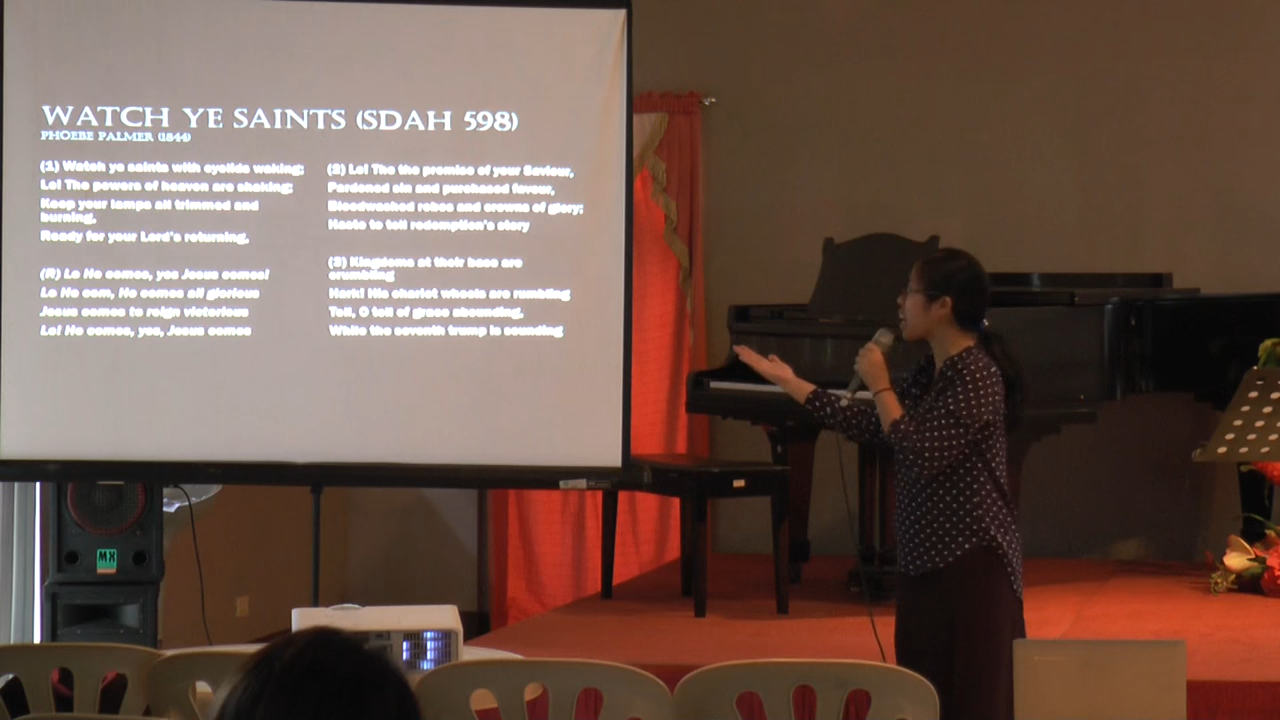 WATCH YE SAINTS (SDAH 598)
PHOEBE PALMER (1844)
(1) Watch ye saints with eyelids waking;
Lo! The powers of heaven are shaking;
Keep your lamps all trimmed and
burning,
Ready for your Lord's returning,
(R) Lo He comes, yes Jesus comes!
Lo He com, He comes all glorious
Jesus comes to reign victorious
Lo! He comes, yes, Jesus comes
(2) Lo! The the promise of your Saviour,
Pardoned sin and purchased favour,
Bloodwashed robes and crowns of glory;
Haste to tell redemption's story
(3) Kingdoms at their base are
crumbling
Hark! His chariot wheels are rumbling
Tell, O tell of grace abounding,
While the seventh trump is sounding
MX